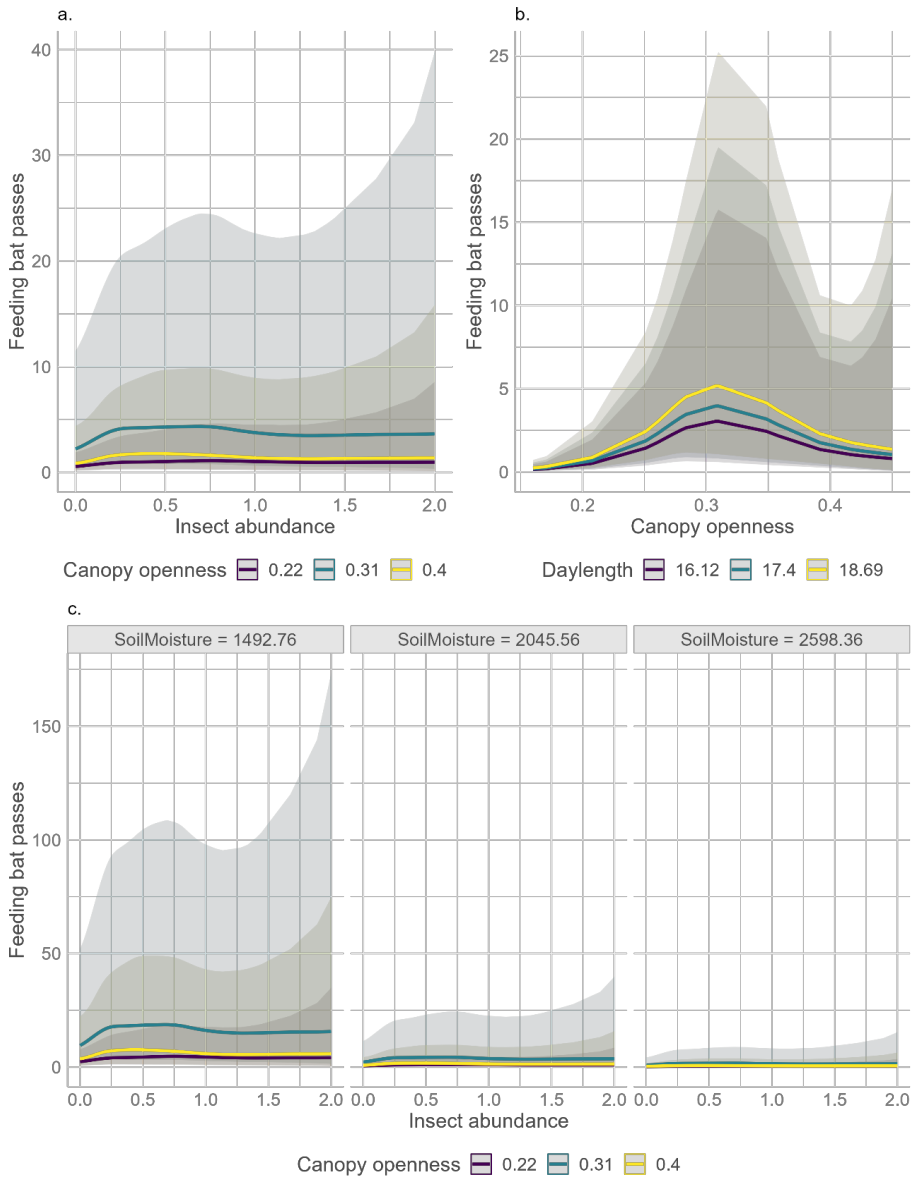 a.
Feeding bat passes
40
30
20
10
0
0.0 0.5 1.0 1.5 2.0
Insect abundance
Canopy openness 0.22 0.31 0.4
b.
Feeding bat passes
25
20
15
10
5
0
0.2 0.3 0.4
Canopy openness
Daylength 16.12 17.4 18.69
c.
SoilMoisture = 1492.76 SoilMoisture = 2045.56 SoilMoisture = 2598.36
Feeding bat passes
150
100
50
0
0.0 0.5 1.0 1.5 2.0 0.0 0.5 1.0 1.5 2.0 0.0 0.5 1.0 1.5 2.0
Insect abundance
Canopy openness 0.22 0.31 0.4